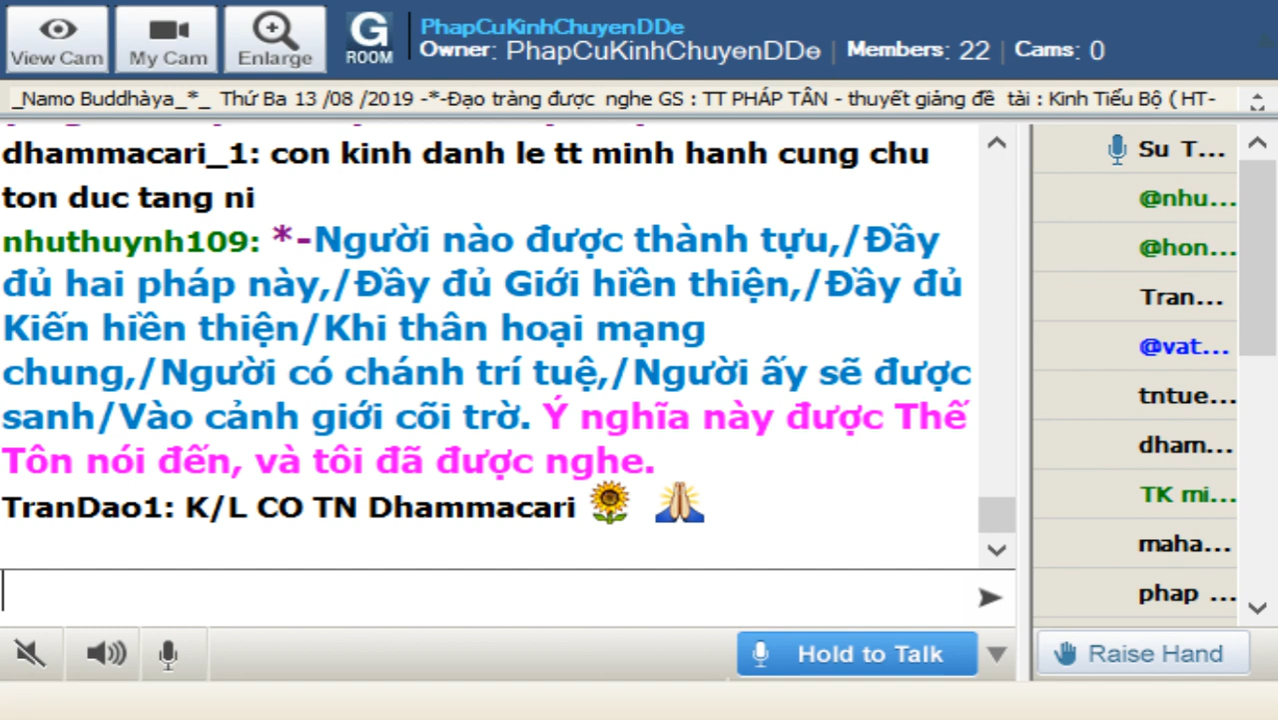 View Cam
My Cam
Enlarge
G
ROOM
PhapCuKinhChuyenDDe
Owner: PhapCuKinhChuyenDDe | Members: 22 | Cams: 0
_Namo Buddhàya_*_ Thứ Ba 13 /08 /2019 -*-Đạo tràng được nghe GS : TT PHÁP TÂN - thuyết giảng đề tài : Kinh Tiểu Bộ ( HT-
dhammacari_1: con kinh danh le tt minh hanh cung chu
ton duc tang ni
nhuthuynh109: *-Người nào được thành tựu,/Đầy
đủ hai pháp này,/Đầy đủ Giới hiền thiện,/Đầy đủ
Kiến hiền thiện/Khi thân hoại mạng
chung,/Người có chánh trí tuệ,/Người ấy sẽ được
sanh/Vào cảnh giới cõi trờ. Ý nghĩa này được Thế
Tôn nói đến, và tôi đã được nghe.
TranDao1: K/L CO TN Dhammacari
Su T...
@nhu...
@hon...
Tran...
@vat...
tntue...
dham...
TK mi...
maha...
phap ...
Hold to Talk
Raise Hand